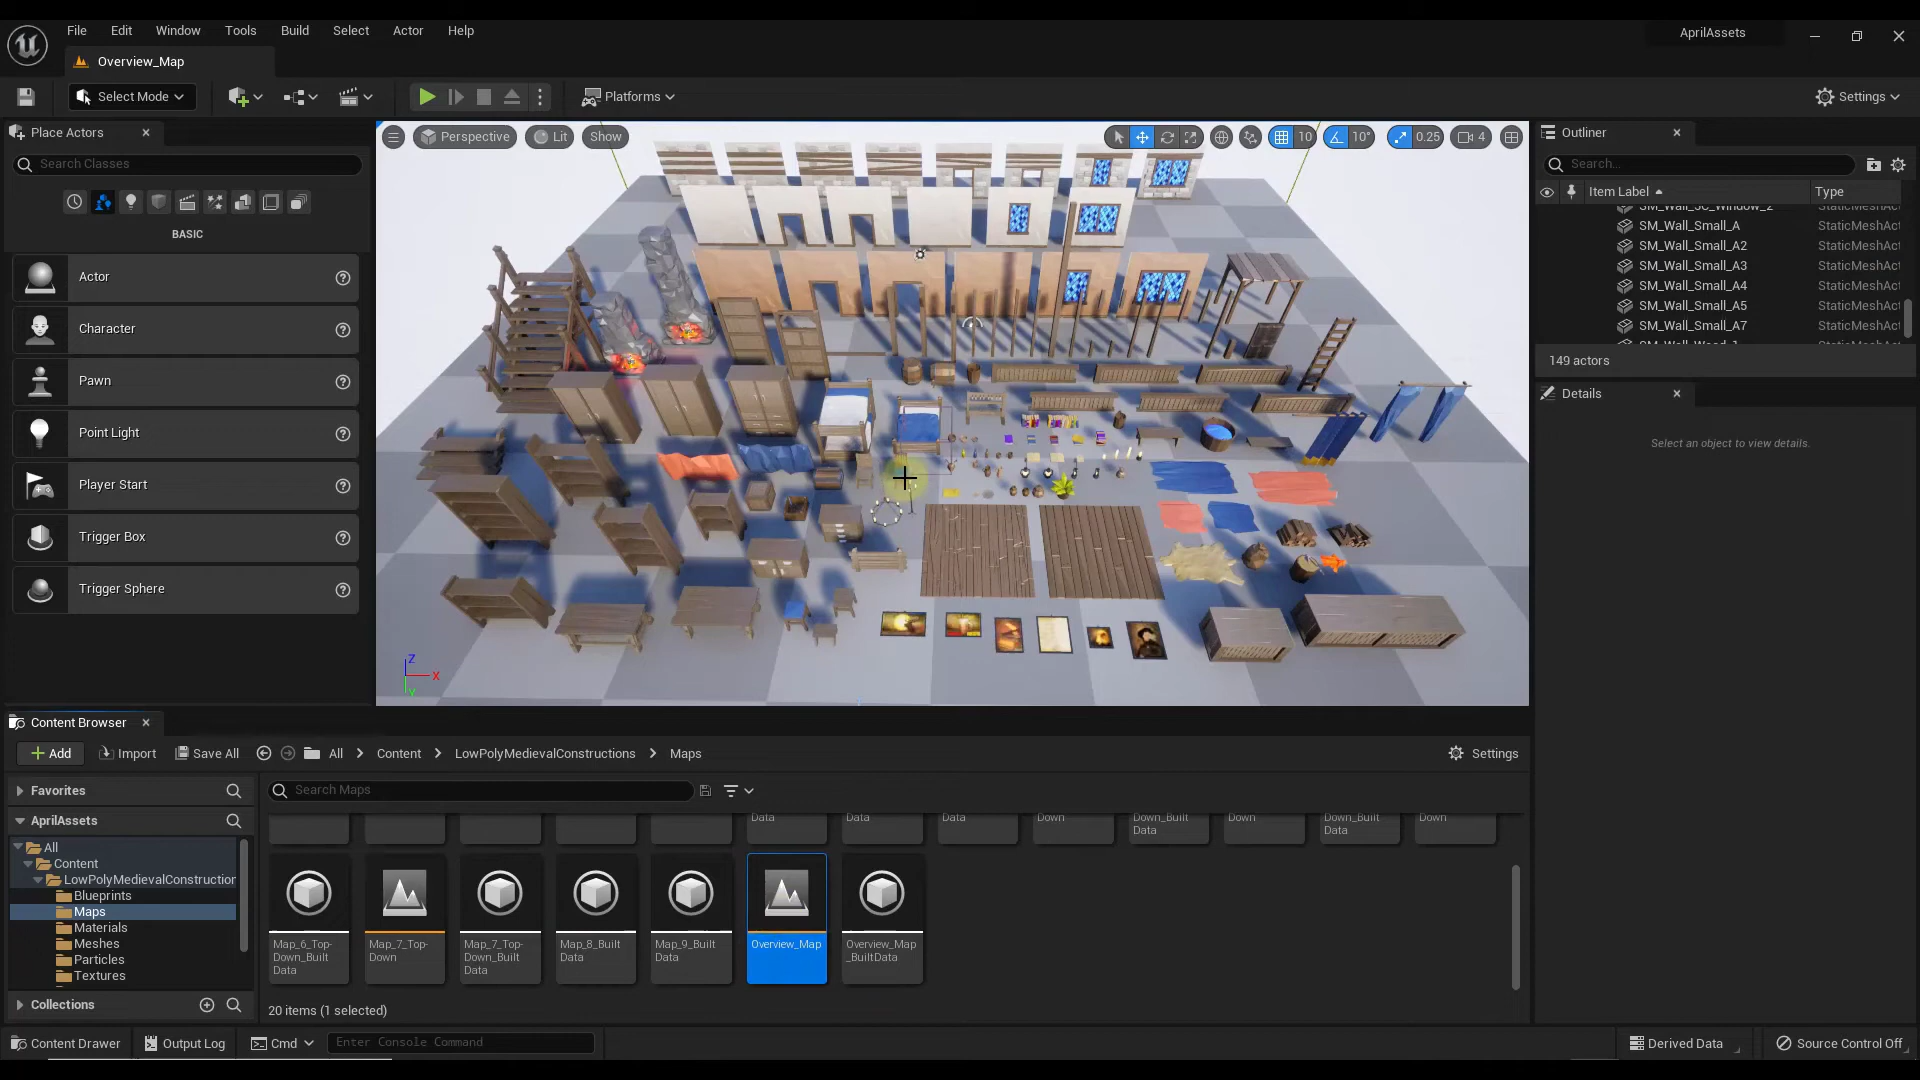 File Edit Window Tools Build Select Actor Help
AprilAssets
Overview_Map
Select Mode
Platforms
Settings
Place Actors
Search Classes
BASIC
Actor
Character
Pawn
Point Light
Player Start
Trigger Box
Trigger Sphere
Perspective Lit Show
10 10° 0.25 4
Z
X
Y
Outliner
Search...
Item Label Type
SM_Wall_SC_Window_2
SM_Wall_Small_A StaticMeshAct
SM_Wall_Small_A2 StaticMeshAct
SM_Wall_Small_A3 StaticMeshAct
SM_Wall_Small_A4 StaticMeshAct
SM_Wall_Small_A5 StaticMeshAct
SM_Wall_Small_A7 StaticMeshAct
149 actors
Details
Select an object to view details.
Content Browser
Add Import Save All All Content LowPolyMedievalConstructions Maps Settings
Favorites
AprilAssets
All
Content
LowPolyMedievalConstruction
Blueprints
Maps
Materials
Meshes
Particles
Textures
Collections
Search Maps
Data Data Data Down Down_Built Down Down_Built Down
Data Data
Map_6_Top-
Down_Built
Data
Map_7_Top-
Down
Map_7_Top-
Down_Built
Data
Map_8_Built
Data
Map_9_Built
Data
Overview_Map
Overview_Map
_BuiltData
20 items (1 selected)
Content Drawer Output Log Cmd Enter Console Command Derived Data Source Control Off